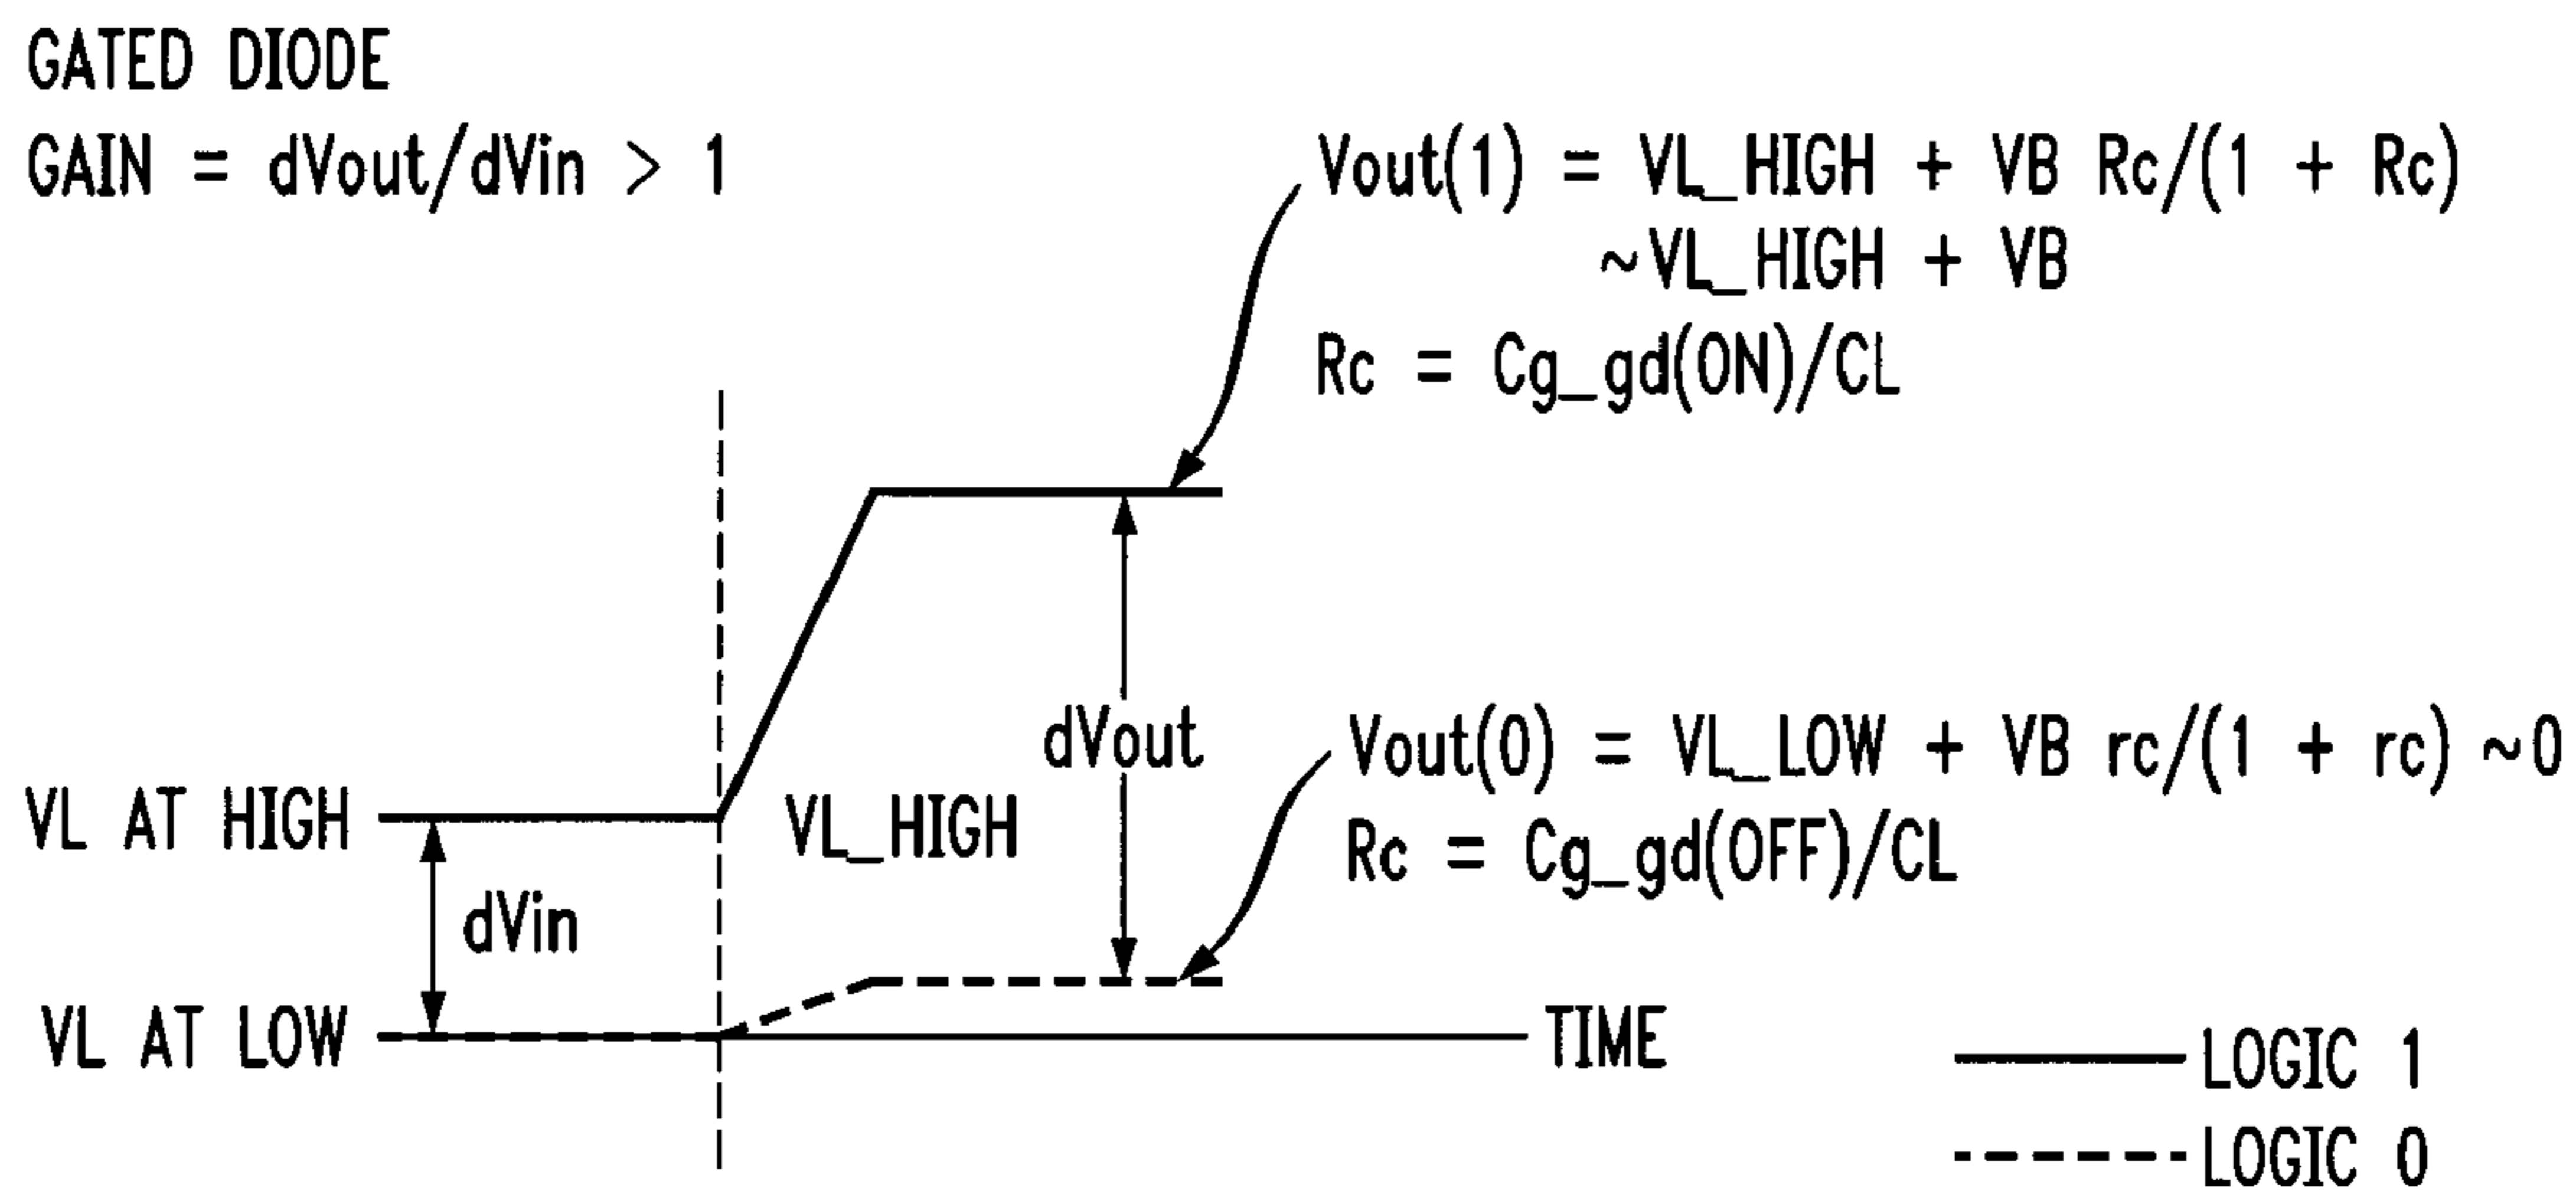 GATED DIODE
GAIN = dVout/dVin > 1
Vout(1) = VL_HIGH + VB Rc/(1 + Rc)
~VL_HIGH + VB
Rc = Cg_gd(ON)/CL
dVout
Vout(0) = VL_LOW + VB rc/(1 + rc) ~0
VL AT HIGH
VL_HIGH
Rc = Cg_gd(OFF)/CL
dVin
VL AT LOW
TIME
LOGIC 1
LOGIC 0